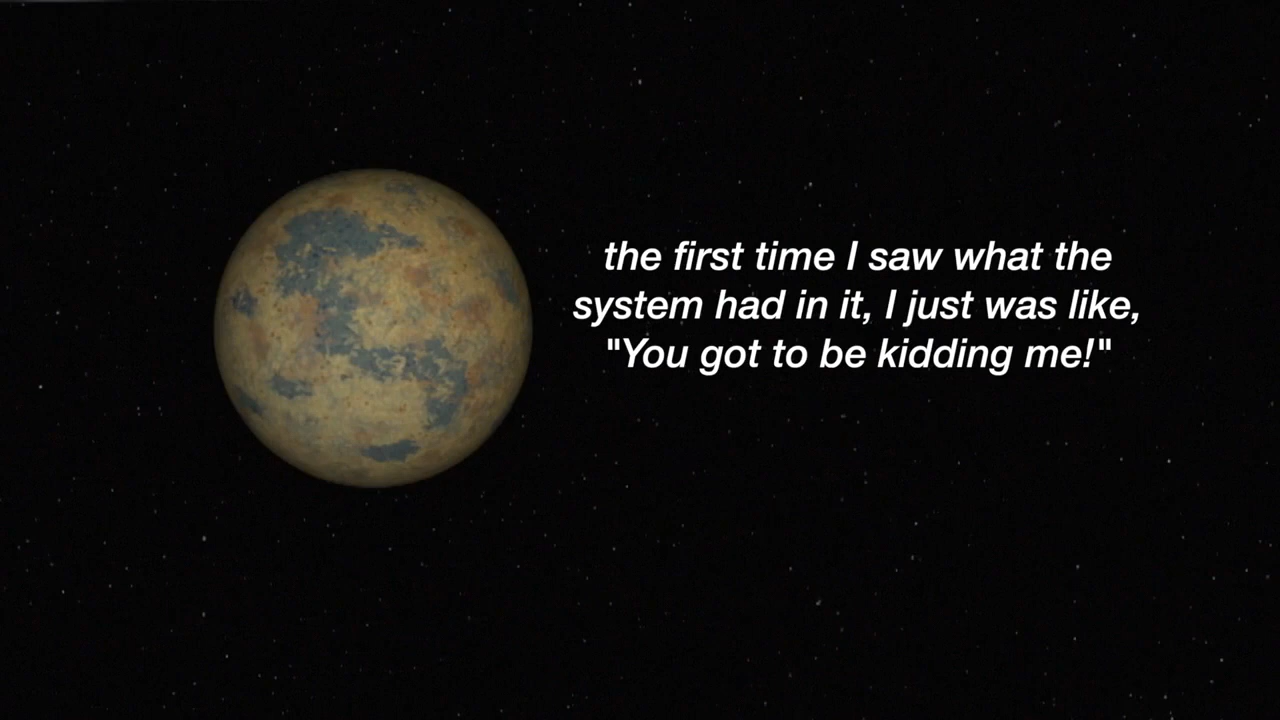 the first time I saw what the
system had in it, I just was like,
"You got to be kidding me!"